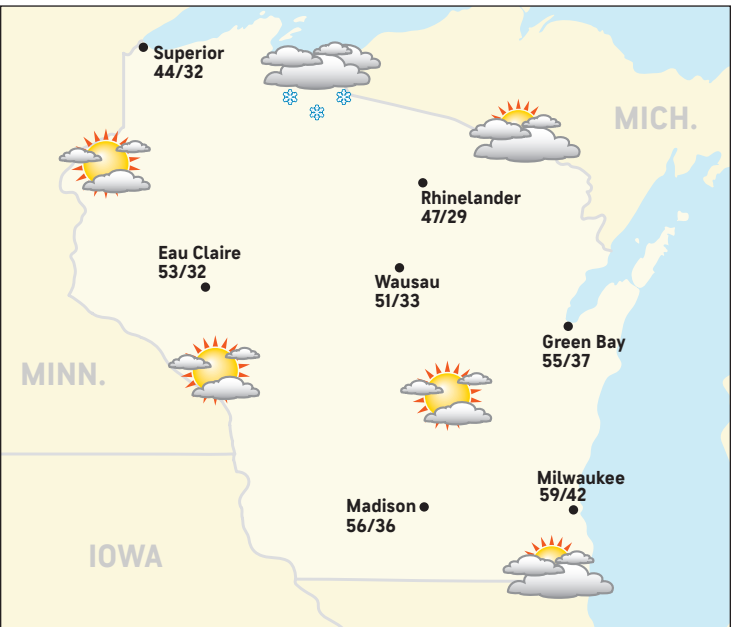 Superior
44/32
MICH.
Rhinelander
47/29
Eau Claire
53/32
Wausau
51/33
Green Bay
55/37
MINN.
Milwaukee
59/42
Madison
56/36
IOWA